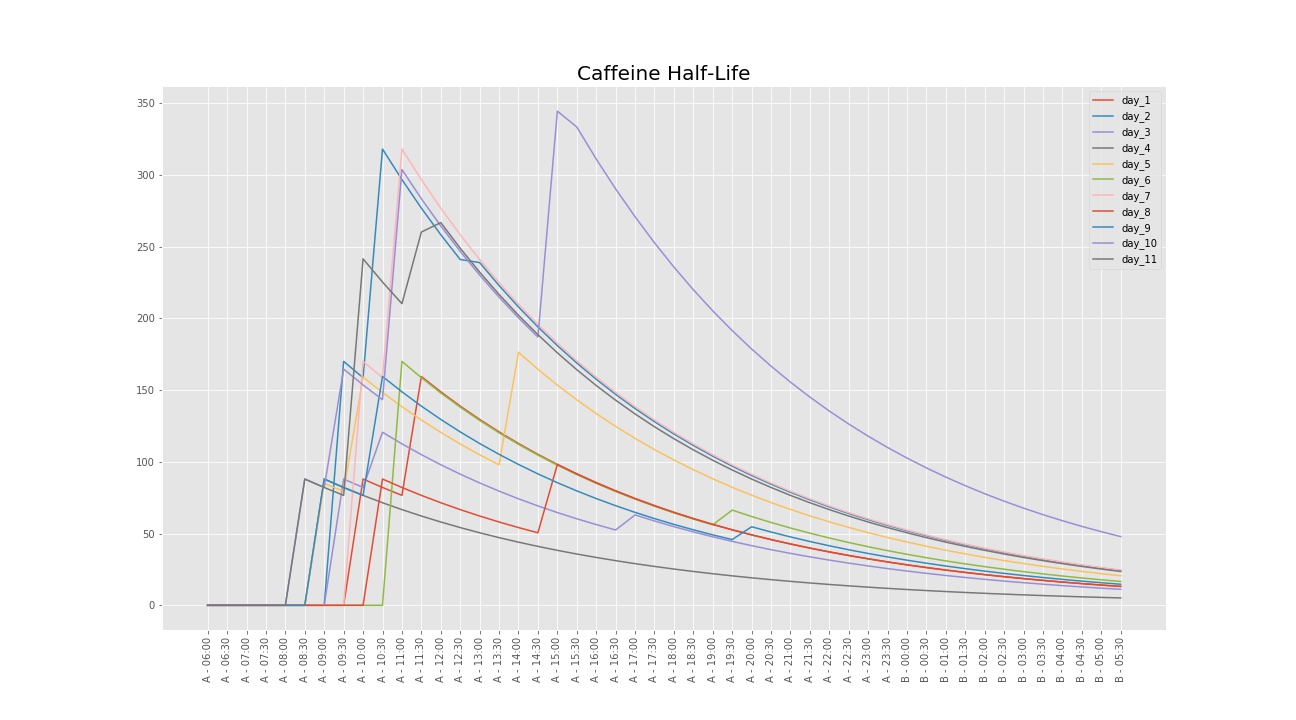 Caffeine Half-Life
350
300
250
200
150
100
50
0
day_1
day_2
day_3
day_4
day_5
day_6
day_7
day_8
day_9
day_10
day_11
A - 06:00
A - 06:30
A - 07:00
A - 07:30
A - 08:00
A - 08:30
A - 09:00
A - 09:30
A - 10:00
A - 10:30
A - 11:00
A - 11:30
A - 12:00
A - 12:30
A - 13:00
A - 13:30
A - 14:00
A - 14:30
A - 15:00
A - 15:30
A - 16:00
A - 16:30
A - 17:00
A - 17:30
A - 18:00
A - 18:30
A - 19:00
A - 19:30
A - 20:00
A - 20:30
A - 21:00
A - 21:30
A - 22:00
A - 22:30
A - 23:00
A - 23:30
B - 00:00
B - 00:30
B - 01:00
B - 01:30
B - 02:00
B - 02:30
B - 03:00
B - 03:30
B - 04:00
B - 04:30
B - 05:00
B - 05:30